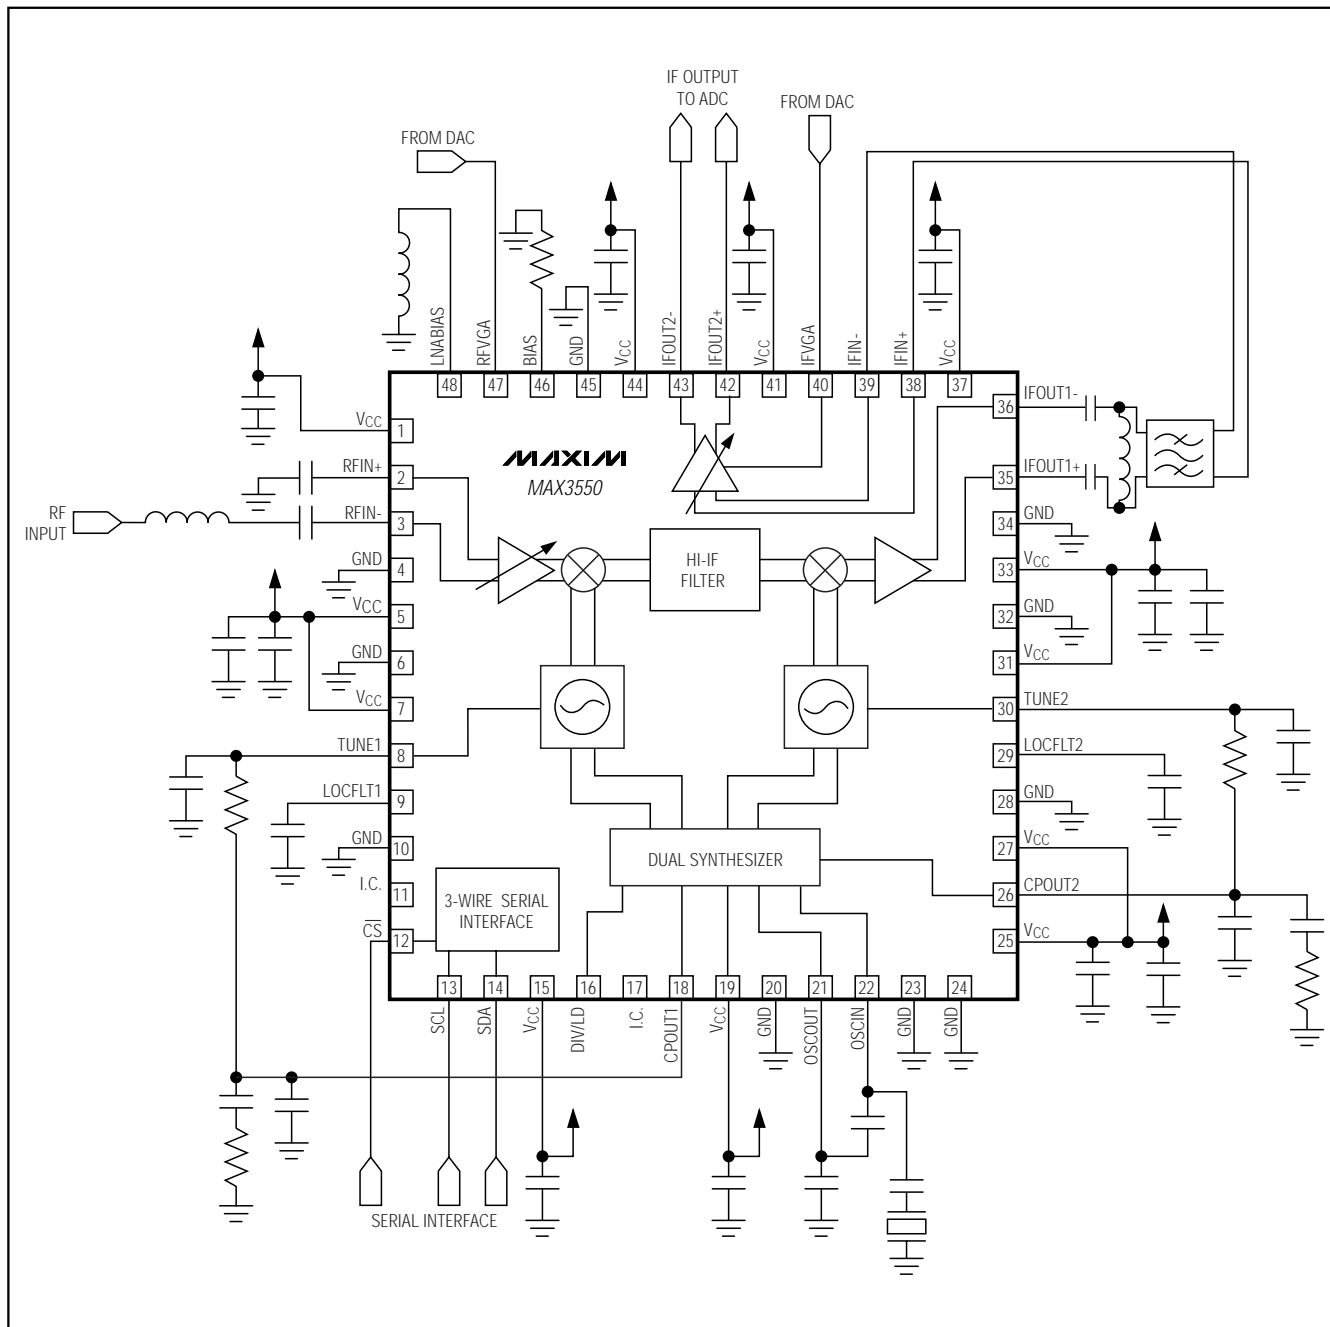 IF OUTPUT
TO ADC
FROM DAC
FROM DAC
LNABIAS
RFVGA
BIAS
GND
VCC
IFOUT2-
IFOUT2+
VCC
IFVGA
IFIN-
IFIN+
VCC
48
47
46
45
44
43
42
41
40
39
38
37
VCC
1
RFIN+
2
RF
INPUT
RFIN-
3
GND
4
VCC
5
GND
6
VCC
7
TUNE1
8
LOCFLT1
9
GND
10
I.C.
11
CS
12
MAXIM
MAX3550
HI-IF
FILTER
DUAL SYNTHESIZER
3-WIRE SERIAL
INTERFACE
36
IFOUT1-
35
IFOUT1+
34
GND
33
VCC
32
GND
31
VCC
30
TUNE2
29
LOCFLT2
28
GND
27
VCC
26
CPOUT2
25
VCC
13
14
15
16
17
18
19
20
21
22
23
24
SCL
SDA
VCC
DIV/LD
I.C.
CPOUT1
VCC
GND
OSCOUT
OSCIN
GND
GND
SERIAL INTERFACE